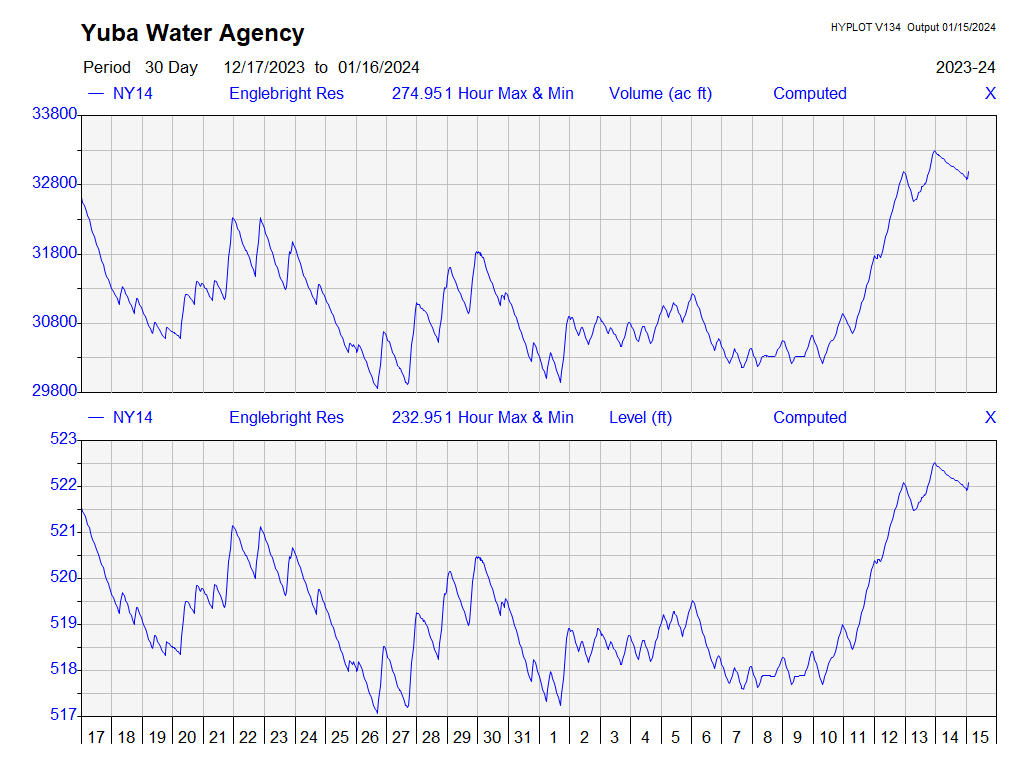 Yuba Water Agency
HYPLOT V134 Output 01/15/2024
Period 30 Day 12/17/2023 to 01/16/2024
2023-24
NY14 Englebright Res 274.951 Hour Max & Min Volume (ac ft) Computed X
33800
32800
31800
30800
29800
NY14 Englebright Res 232.951 Hour Max & Min Level (ft) Computed X
523
522
521
520
519
518
517
17 18 19 20 21 22 23 24 25 26 27 28 29 30 31 1 2 3 4 5 6 7 8 9 10 11 12 13 14 15